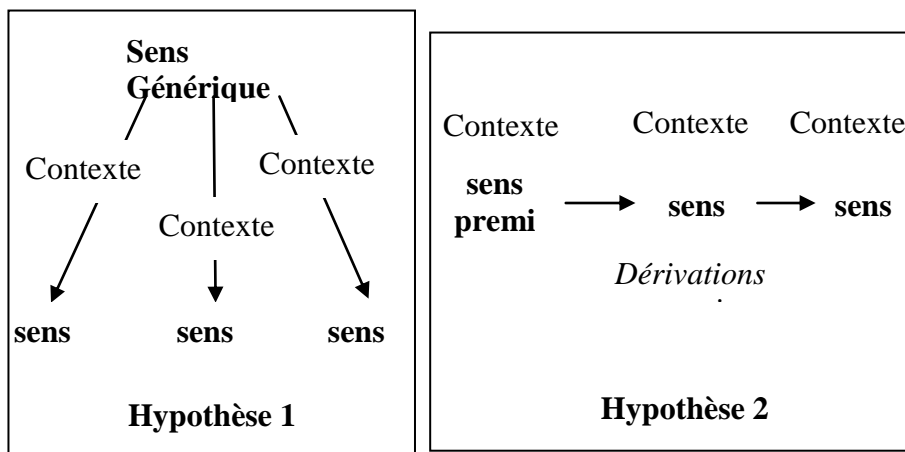 Sens
Générique
Contexte
Contexte
Contexte
sens
sens
sens
Hypothèse 1
Contexte
Contexte
Contexte
sens
premi
sens
sens
Dérivations
Hypothèse 2